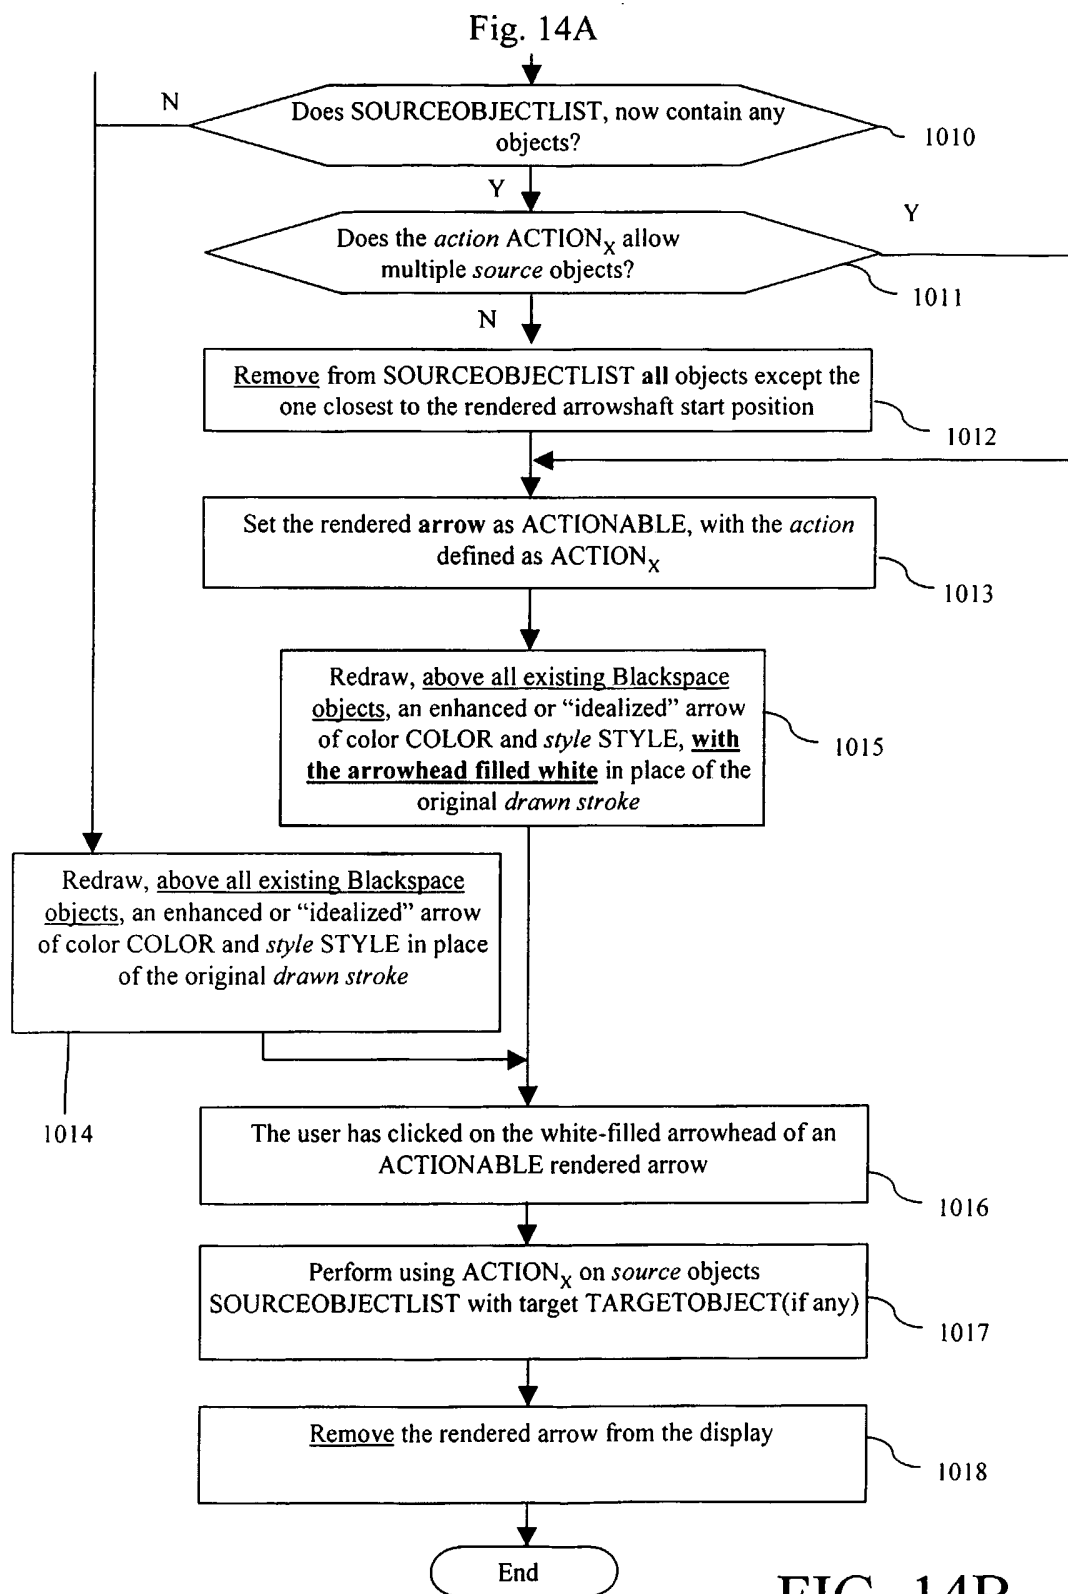 Fig. 14A
N
Does SOURCEOBJECTLIST, now contain any
objects?
1010
Y
Y
Does the action ACTIONX allow
multiple source objects?
1011
N
Remove from SOURCEOBJECTLIST all objects except the
one closest to the rendered arrowshaft start position
1012
Set the rendered arrow as ACTIONABLE, with the action
defined as ACTIONX
1013
Redraw, above all existing Blackspace
objects, an enhanced or “idealized” arrow
of color COLOR and style STYLE, with
the arrowhead filled white in place of the
original drawn stroke
1015
Redraw, above all existing Blackspace
objects, an enhanced or “idealized” arrow
of color COLOR and style STYLE in place
of the original drawn stroke
1014
The user has clicked on the white-filled arrowhead of an
ACTIONABLE rendered arrow
1016
Perform using ACTIONX on source objects
SOURCEOBJECTLIST with target TARGETOBJECT(if any)
1017
Remove the rendered arrow from the display
1018
End
FIG. 14B